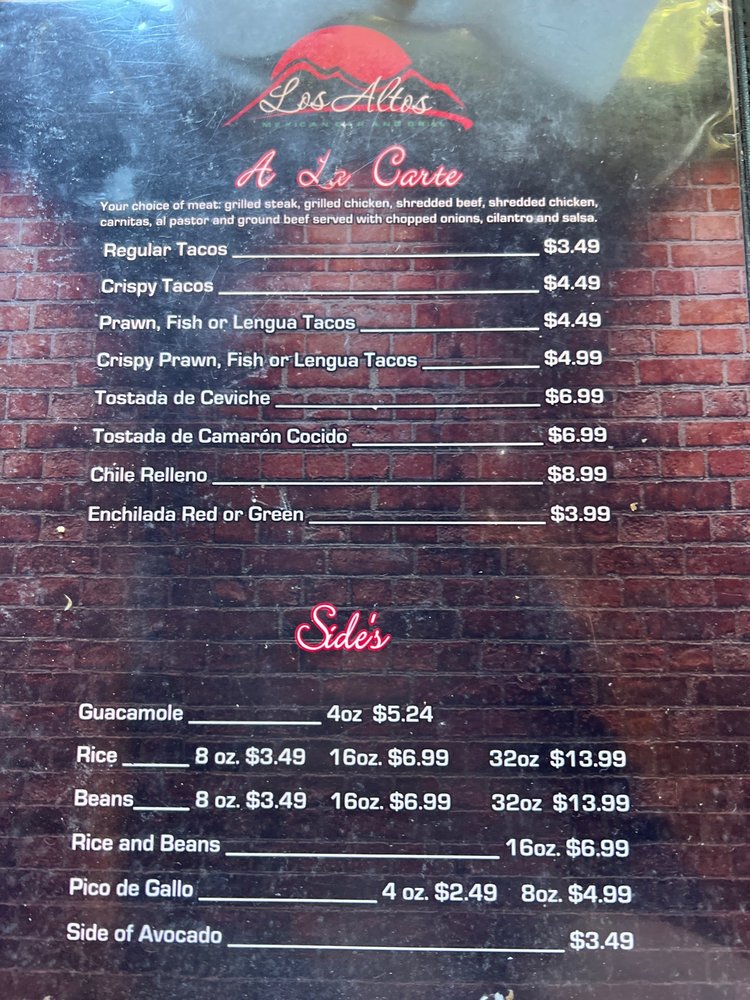 Los Altos
MEXICAN BAR AND GRILL
A La Carte
Your choice of meat: grilled steak, grilled chicken, shredded beef, shredded chicken,
carnitas, al pastor and ground beef served with chopped onions, cilantro and salsa.
Regular Tacos $3.49
Crispy Tacos $4.49
Prawn, Fish or Lengua Tacos $4.49
Crispy Prawn, Fish or Lengua Tacos $4.99
Tostada de Ceviche $6.99
Tostada de Camarón Cocido $6.99
Chile Relleno $8.99
Enchilada Red or Green $3.99
Side's
Guacamole 4oz $5.24
Rice 8 oz. $3.49 16oz. $6.99 32oz $13.99
Beans 8 oz. $3.49 16oz. $6.99 32oz $13.99
Rice and Beans 16oz. $6.99
Pico de Gallo 4 oz. $2.49 8oz. $4.99
Side of Avocado $3.49